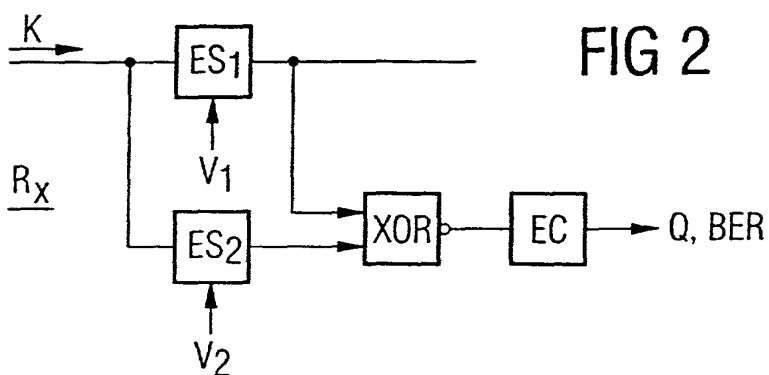 K
FIG 2
ES1
V1
RX
ES2
XOR
EC
Q, BER
V2